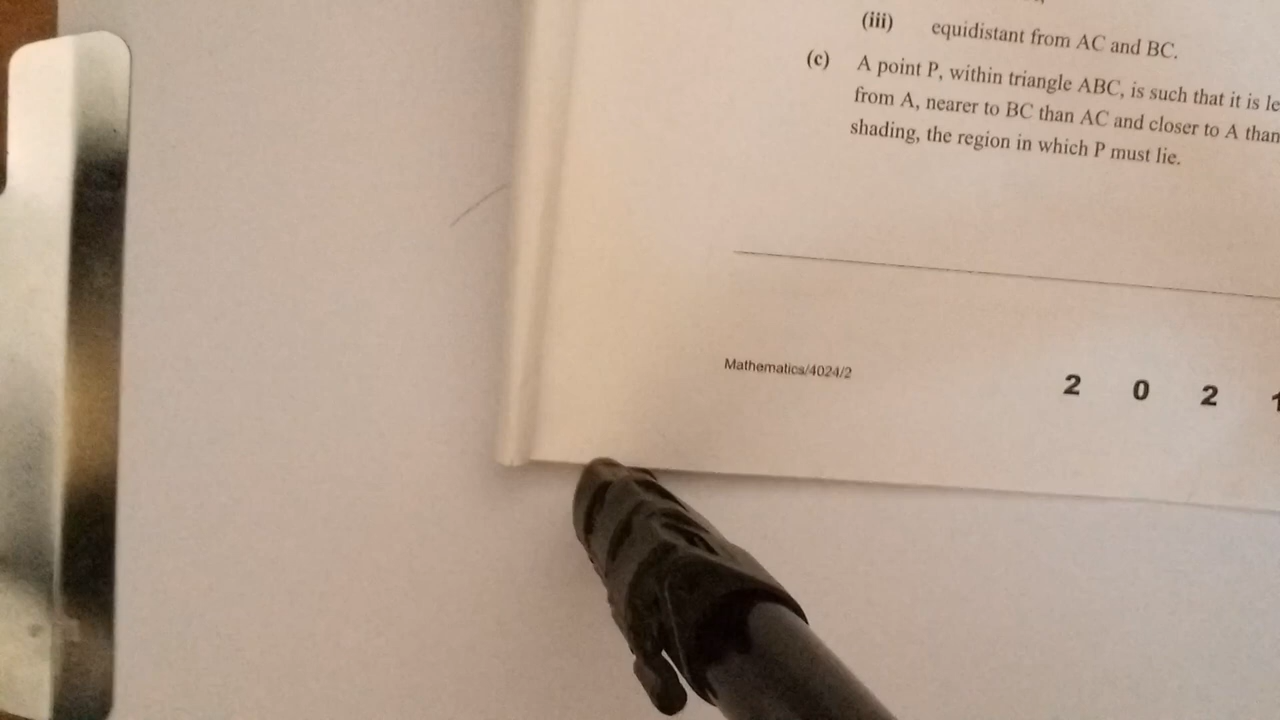 (iii) equidistant from AC and BC.
(c) A point P, within triangle ABC, is such that it is
from A, nearer to BC than AC and closer to A than
shading, the region in which P must lie.
Mathematics/4024/2
2 0 2 1